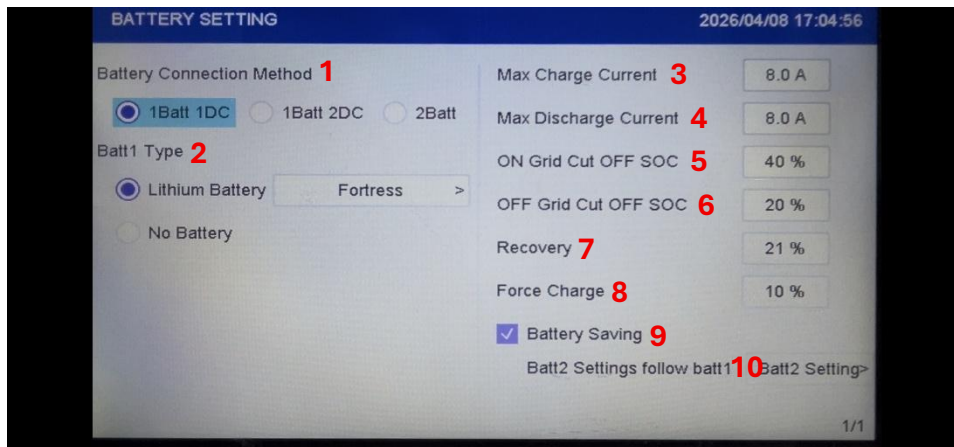 BATTERY SETTING 2026/04/08 17:04:56
Battery Connection Method 1
1Batt 1DC 1Batt 2DC 2Batt
Batt1 Type 2
Lithium Battery Fortress >
No Battery
Max Charge Current 3 8.0 A
Max Discharge Current 4 8.0 A
ON Grid Cut OFF SOC 5 40 %
OFF Grid Cut OFF SOC 6 20 %
Recovery 7 21 %
Force Charge 8 10 %
Battery Saving 9
Batt2 Settings follow batt1 10 Batt2 Setting>
1/1